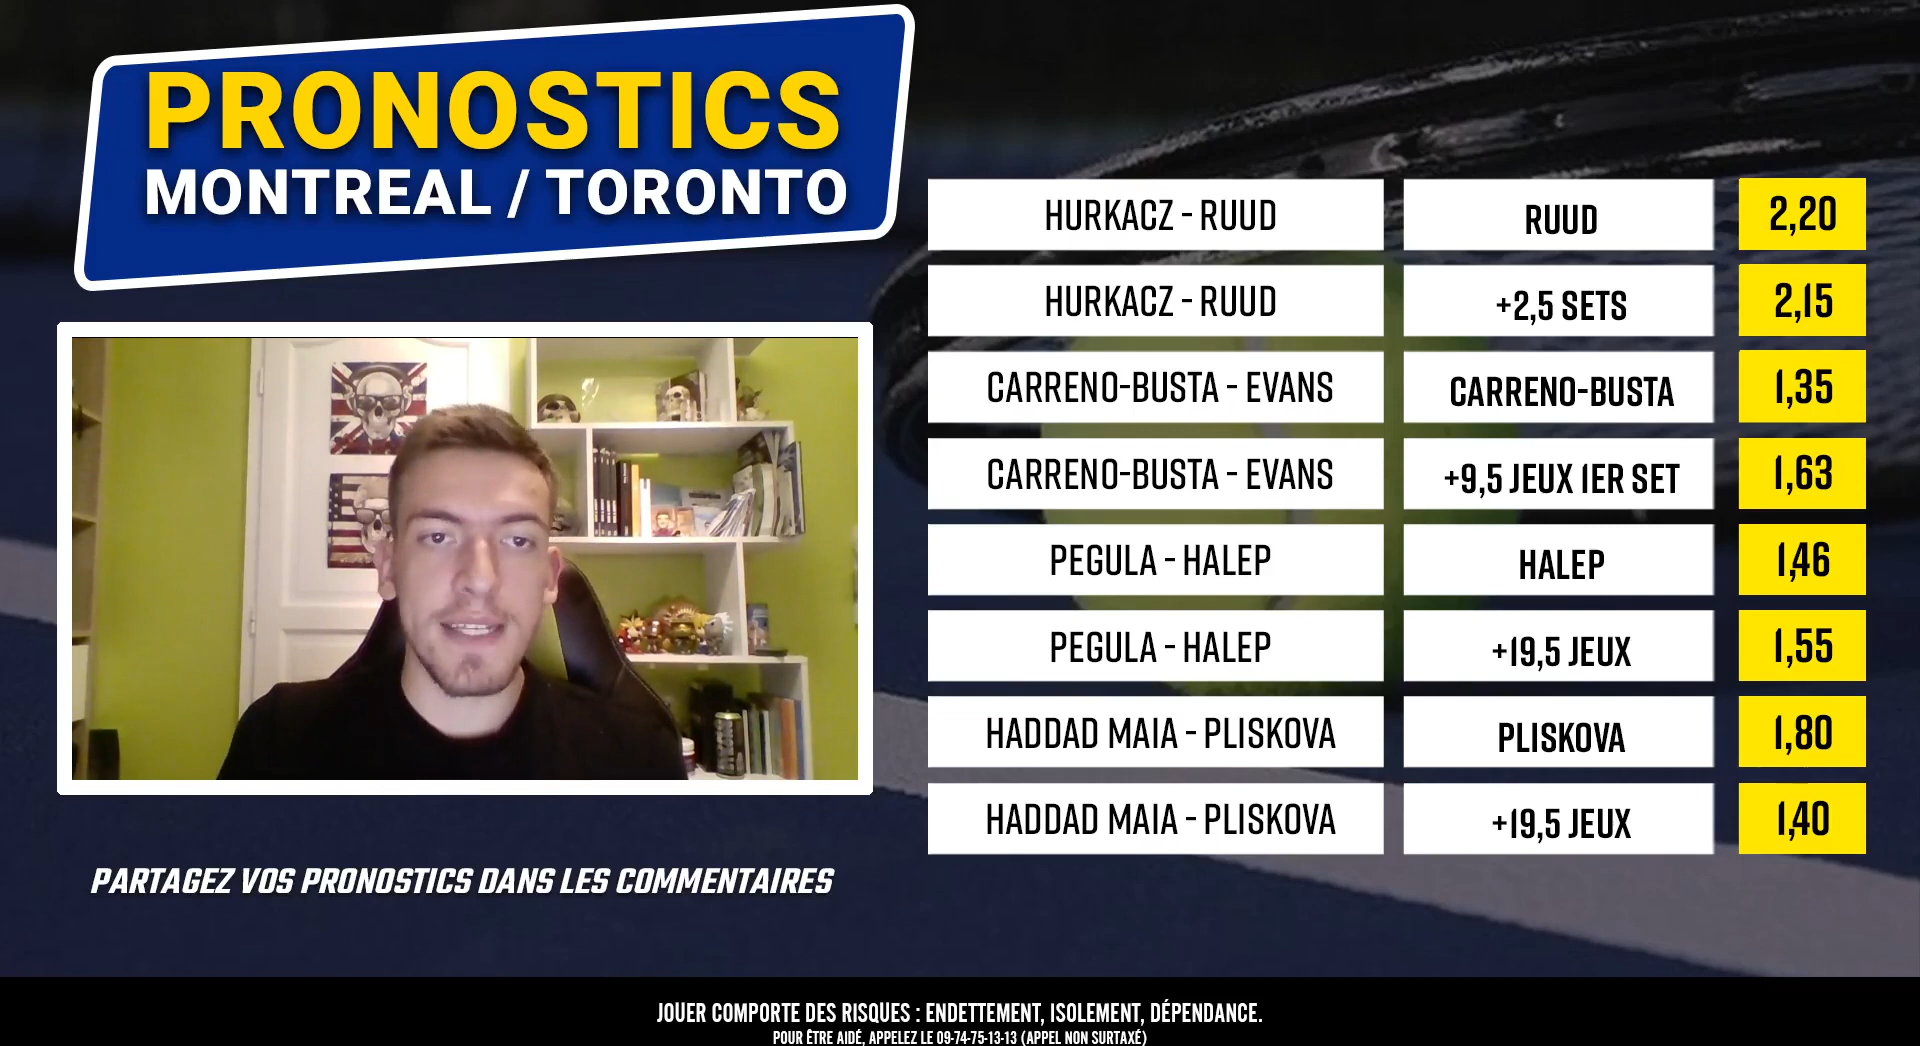 PRONOSTICS
MONTREAL / TORONTO
HURKACZ - RUUD RUUD 2,20
HURKACZ - RUUD +2,5 SETS 2,15
CARRENO-BUSTA - EVANS CARRENO-BUSTA 1,35
CARRENO-BUSTA - EVANS +9,5 JEUX 1ER SET 1,63
PEGULA - HALEP HALEP 1,46
PEGULA - HALEP +19,5 JEUX 1,55
HADDAD MAIA - PLISKOVA PLISKOVA 1,80
HADDAD MAIA - PLISKOVA +19,5 JEUX 1,40
PARTAGEZ VOS PRONOSTICS DANS LES COMMENTAIRES
JOUER COMPORTE DES RISQUES : ENDETTEMENT, ISOLEMENT, DÉPENDANCE.
POUR ÊTRE AIDÉ, APPELEZ LE 09-74-75-13-13 (APPEL NON SURTAXÉ)